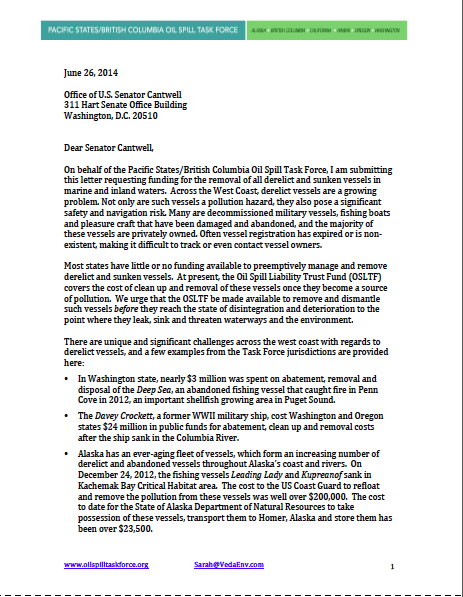 PACIFIC STATES/BRITISH COLUMBIA OIL SPILL TASK FORCE
ALASKA • BRITISH COLUMBIA • CALIFORNIA • HAWAII • OREGON • WASHINGTON
June 26, 2014
Office of U.S. Senator Cantwell
311 Hart Senate Office Building
Washington, D.C. 20510
Dear Senator Cantwell,
On behalf of the Pacific States/British Columbia Oil Spill Task Force, I am submitting
this letter requesting funding for the removal of all derelict and sunken vessels in
marine and inland waters. Across the West Coast, derelict vessels are a growing
problem. Not only are such vessels a pollution hazard, they also pose a significant
safety and navigation risk. Many are decommissioned military vessels, fishing boats
and pleasure craft that have been damaged and abandoned, and the majority of
these vessels are privately owned. Often vessel registration has expired or is non-
existent, making it difficult to track or even contact vessel owners.
Most states have little or no funding available to preemptively manage and remove
derelict and sunken vessels. At present, the Oil Spill Liability Trust Fund (OSLTF)
covers the cost of clean up and removal of these vessels once they become a source
of pollution. We urge that the OSLTF be made available to remove and dismantle
such vessels before they reach the state of disintegration and deterioration to the
point where they leak, sink and threaten waterways and the environment.
There are unique and significant challenges across the west coast with regards to
derelict vessels, and a few examples from the Task Force jurisdictions are provided
here:
• In Washington state, nearly $3 million was spent on abatement, removal and
disposal of the Deep Sea, an abandoned fishing vessel that caught fire in Penn
Cove in 2012, an important shellfish growing area in Puget Sound.
• The Davey Crockett, a former WWII military ship, cost Washington and Oregon
states $24 million in public funds for abatement, clean up and removal costs
after the ship sank in the Columbia River.
• Alaska has an ever-aging fleet of vessels, which form an increasing number of
derelict and abandoned vessels throughout Alaska's coast and rivers. On
December 24, 2012, the fishing vessels Leading Lady and Kupreanof sank in
Kachemak Bay Critical Habitat area. The cost to the US Coast Guard to refloat
and remove the pollution from these vessels was well over $200,000. The cost
to date for the State of Alaska Department of Natural Resources to take
possession of these vessels, transport them to Homer, Alaska and store them has
been over $23,500.
www.oilspilltaskforce.org Sarah@VedaEnv.com 1